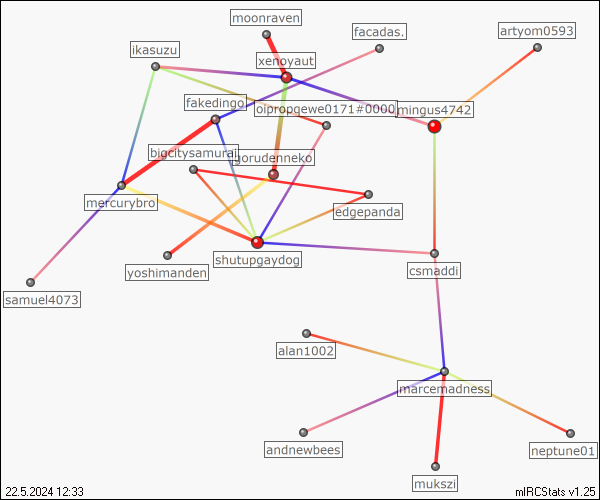 moonraven
facadas.
artyom0593
ikasuzu
xenoyaut
fakedingo
oipropqewe0171#0000
mingus4742
bigcitysamurai
gorudenneko
mercurybro
edgepanda
shutupgaydog
yoshimanden
csmaddi
samuel4073
alan1002
marcemadness
andnewbees
neptune01
mukszi
22.5.2024 12:33
mIRCStats v1.25